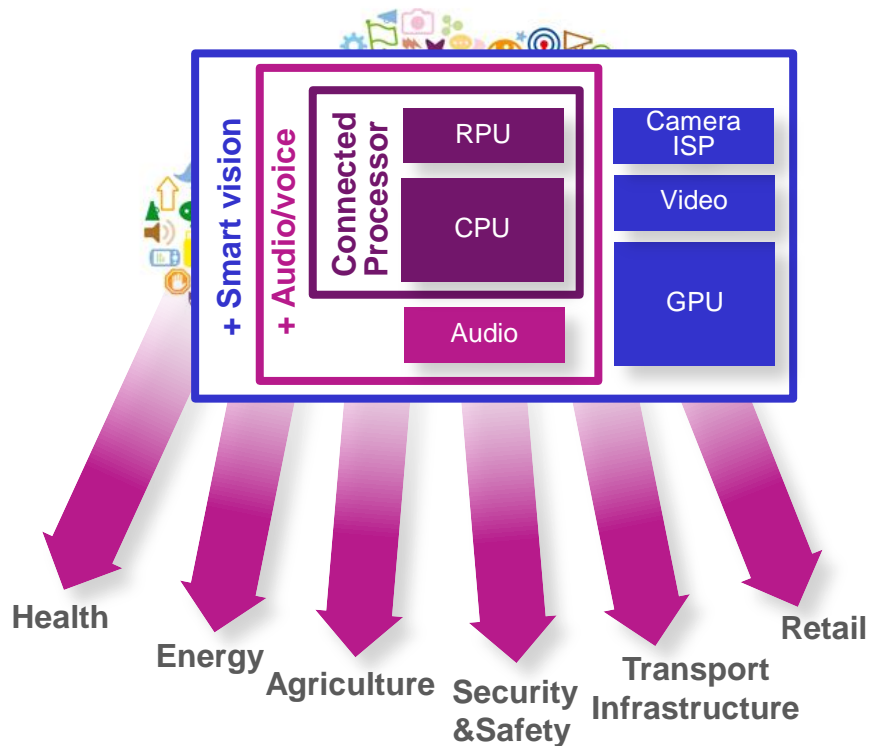 + Smart vision
+ Audio/voice
Connected
Processor
RPU
CPU
Audio
Camera
ISP
Video
GPU
Health
Energy
Agriculture
Security
&Safety
Transport
Infrastructure
Retail